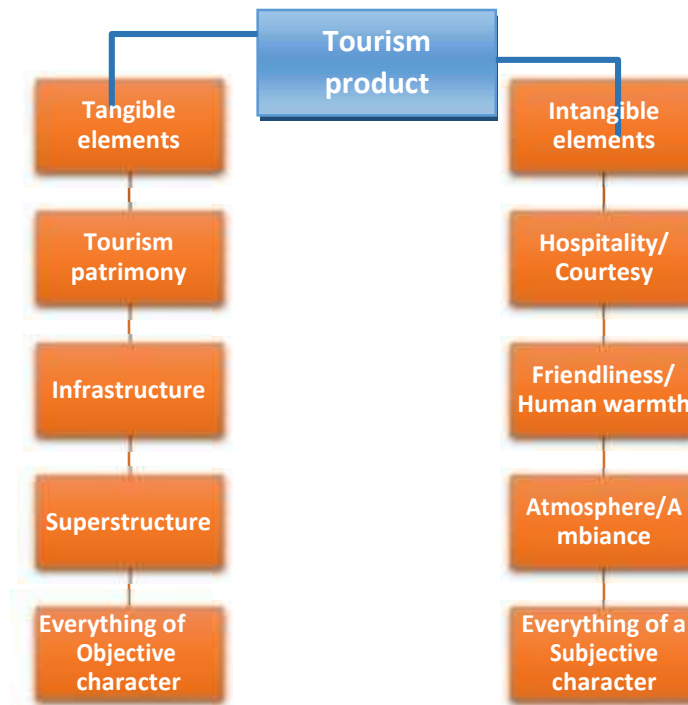 Tourism
product
Tangible
elements
Tourism
patrimony
Infrastructure
Superstructure
Everything of
Objective
character
Intangible
elements
Hospitality/
Courtesy
Friendliness/
Human warmth
Atmosphere/A
mbiance
Everything of a
Subjective
character